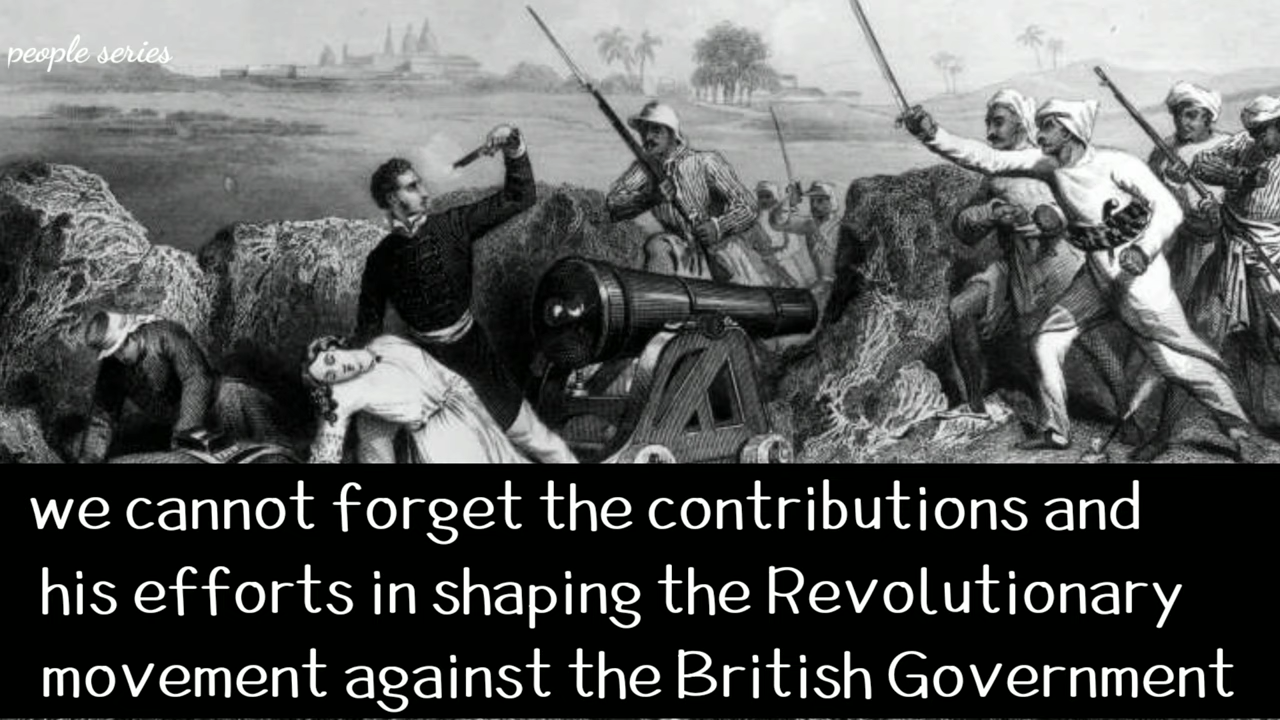 people series
we cannot forget the contributions and
his efforts in shaping the Revolutionary
movement against the British Government